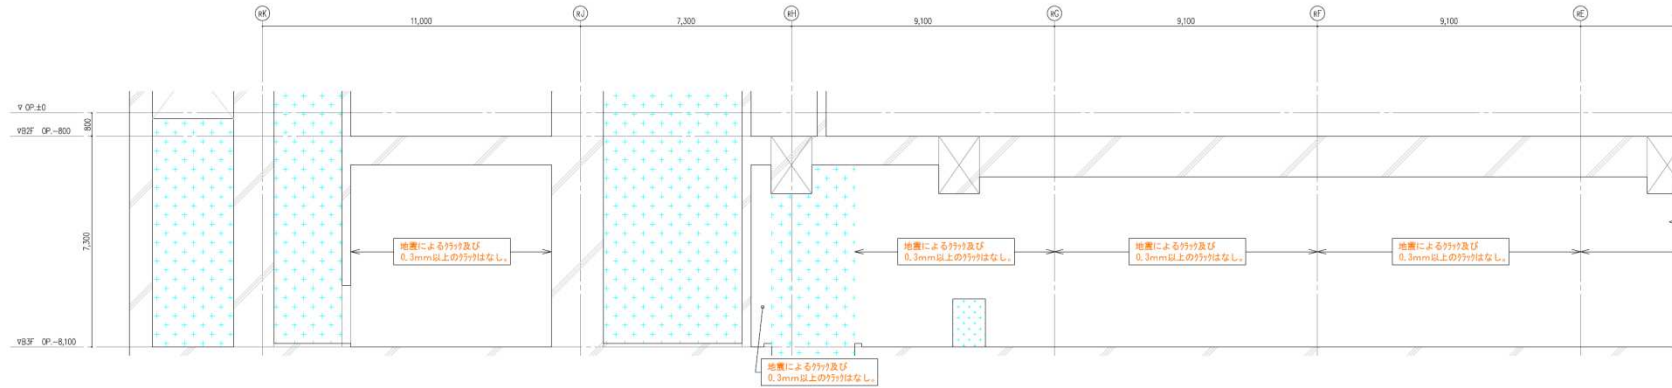 RK
RJ
RH
RG
RF
RE
11,000
7,300
9,100
9,100
9,100
▽ OP.±0
800
▽B2F OP.-800
7,300
地震によるクラック及び
0.3mm以上のクラックはなし。
地震によるクラック及び
0.3mm以上のクラックはなし。
地震によるクラック及び
0.3mm以上のクラックはなし。
地震によるクラック及び
0.3mm以上のクラックはなし。
▽B3F OP.-8,100
地震によるクラック及び
0.3mm以上のクラックはなし。